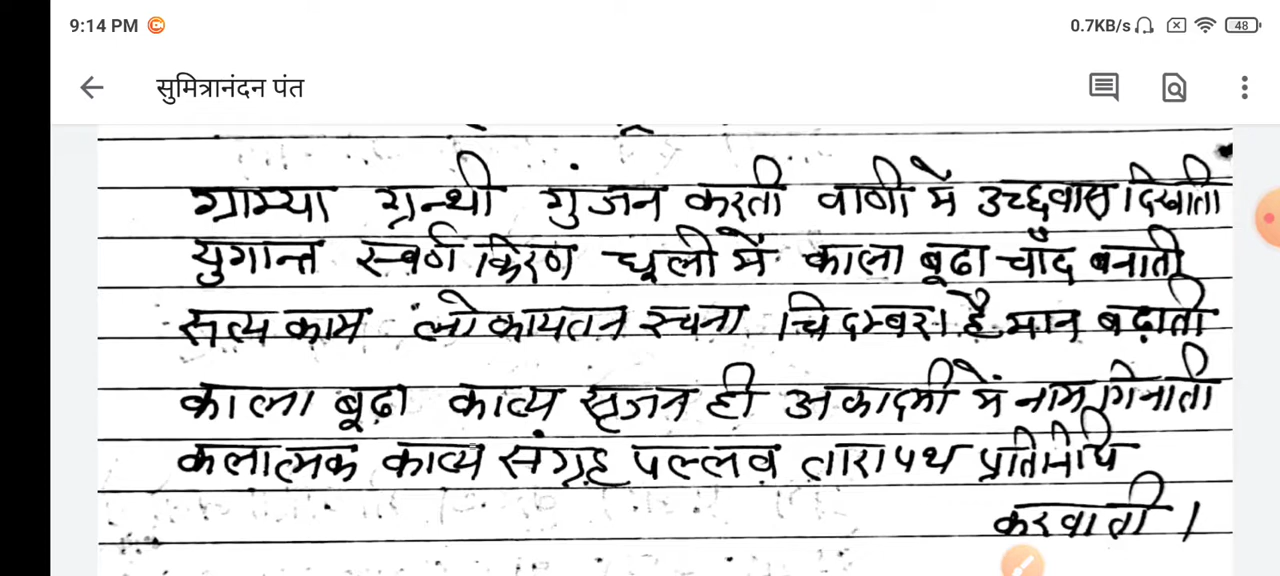 9:14 PM
0.7KB/s
48
सुमित्रानंदन पंत
ग्राम्या ग्रन्थी गुंजन करती वाणी में उच्छवास दिखाती
युगान्त स्वर्ण किरण धूली में काला बूढा चाँद बनाती
सत्य काम लोकायतन रचना चिदम्बरा है मान बढ़ाती
काला बूढ़ा काव्य सृजन ही अकादमी में नाम गिनाती
कलात्मक काव्य संग्रह पल्लव तारापथ प्रतिनिधि
करवाती ।